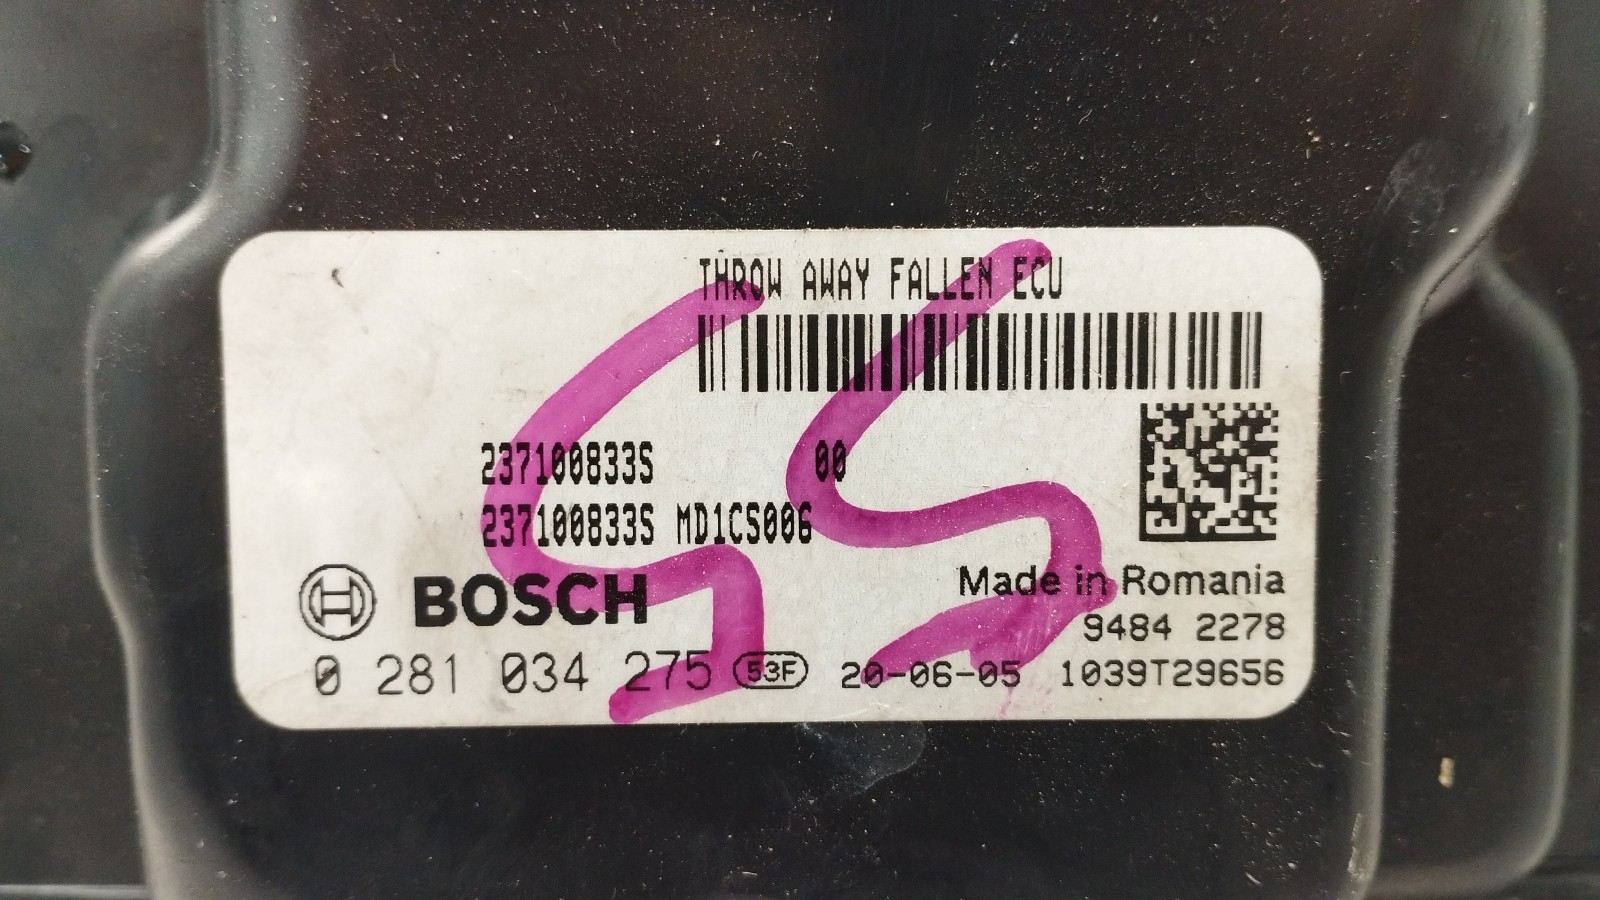 THROW AWAY FALLEN ECU
237100833S 00
237100833S MD1CS006
BOSCH
Made in Romania
9484 2278
0 281 034 275 53F 20-06-05 1039T29656